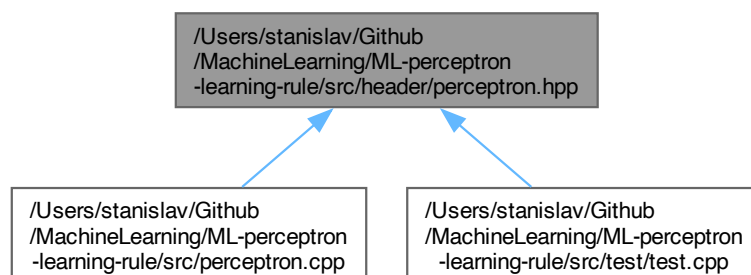 /Users/stanislav/Github
/MachineLearning/ML-perceptron
-learning-rule/src/header/perceptron.hpp
/Users/stanislav/Github
/MachineLearning/ML-perceptron
-learning-rule/src/perceptron.cpp
/Users/stanislav/Github
/MachineLearning/ML-perceptron
-learning-rule/src/test/test.cpp